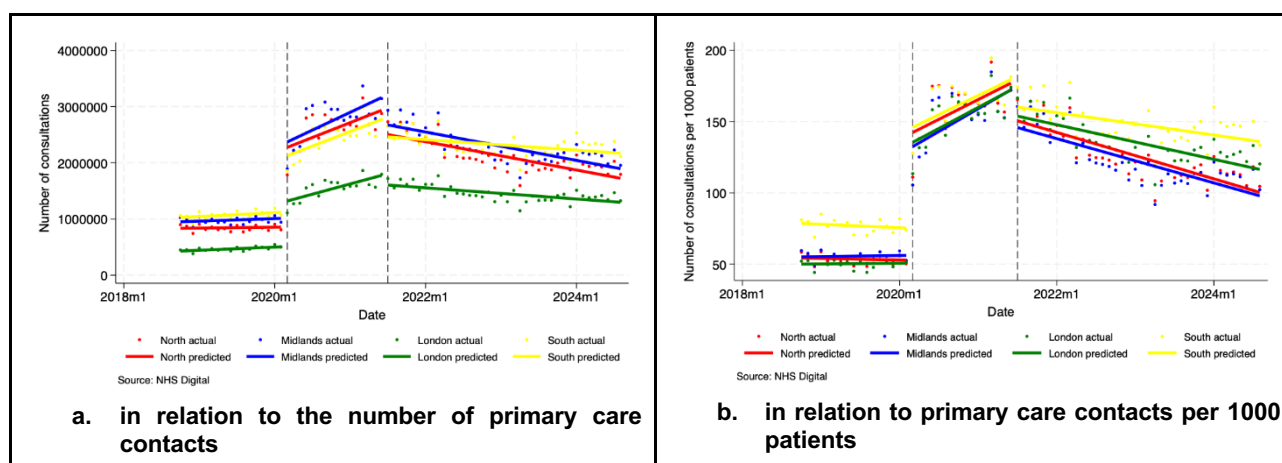 4000000
3000000
2000000
1000000
0
Number of consultations
2018m1 2020m1 2022m1 2024m1
Date
North actual Midlands actual London actual South actual
North predicted Midlands predicted London predicted South predicted
Source: NHS Digital
a. in relation to the number of primary care
contacts
200
150
100
50
Number of consultations per 1000 patients
2018m1 2020m1 2022m1 2024m1
Date
North actual Midlands actual London actual South actual
North predicted Midlands predicted London predicted South predicted
Source: NHS Digital
b. in relation to primary care contacts per 1000
patients